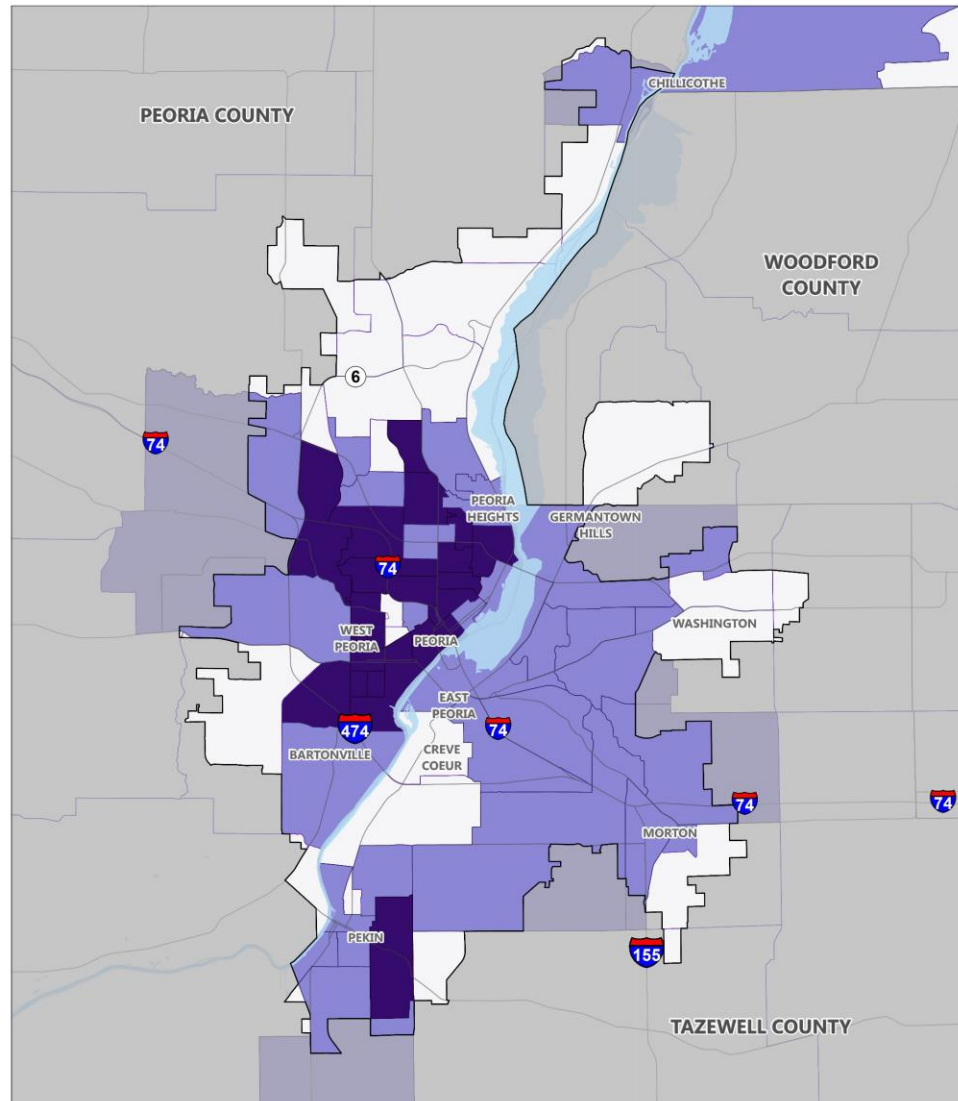 CHILLICOTHE
PEORIA COUNTY
WOODFORD
COUNTY
6
74
PEORIA
HEIGHTS
GERMANTOWN
HILLS
74
WASHINGTON
WEST
PEORIA
PEORIA
EAST
PEORIA
474
74
BARTONVILLE
CREVE
COEUR
74
74
MORTON
PEKIN
155
TAZEWELL COUNTY